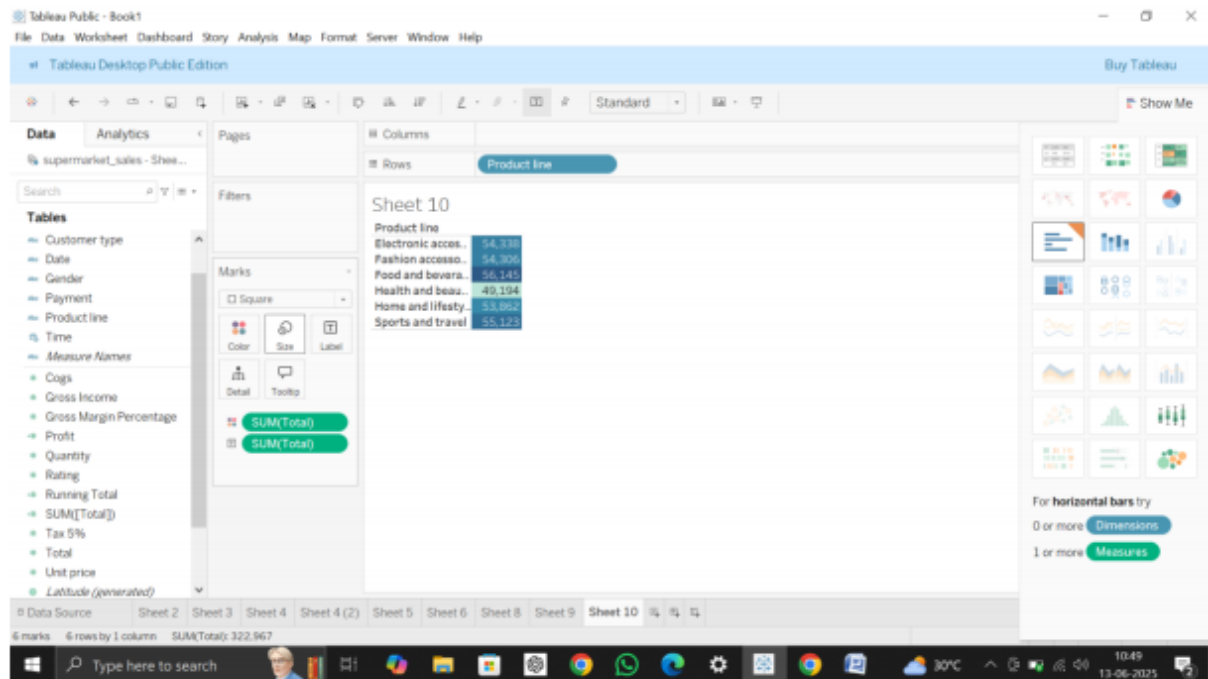 Tableau Public - Book1
File Data Worksheet Dashboard Story Analysis Map Format Server Window Help
Tableau Desktop Public Edition
Buy Tableau
Standard
Show Me
Data
Analytics
supermarket_sales - Shee...
Search
Tables
Customer type
Date
Gender
Payment
Product line
Time
Measure Names
Cogs
Gross Income
Gross Margin Percentage
Profit
Quantity
Rating
Running Total
SUM([Total])
Tax 5%
Total
Unit price
Latitude (generated)
Pages
Filters
Marks
Square
Color
Size
Label
Detail
Tooltip
SUM(Total)
SUM(Total)
Columns
Rows
Product line
Sheet 10
Product line
Electronic acces.. 54,338
Fashion accesso.. 54,306
Food and bevera.. 56,145
Health and beau.. 49,194
Home and lifesty.. 53,862
Sports and travel 55,123
For horizontal bars try
0 or more Dimensions
1 or more Measures
Data Source Sheet 2 Sheet 3 Sheet 4 Sheet 4 (2) Sheet 5 Sheet 6 Sheet 8 Sheet 9 Sheet 10
6 marks 6 rows by 1 column SUM(Total): 322,967
Type here to search
30°C
10:49
13-06-2025